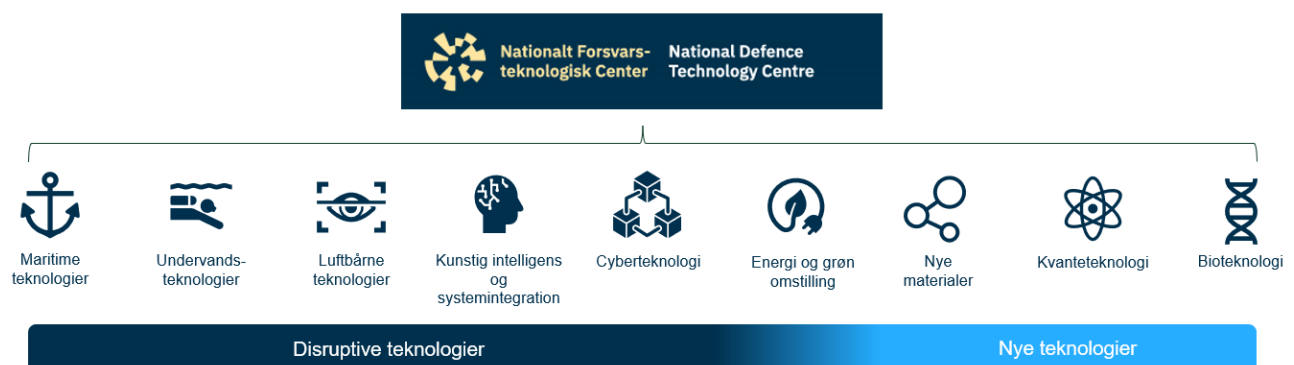 Nationalt Forsvars-
teknologisk Center
National Defence
Technology Centre
Maritime
teknologier
Undervands-
teknologier
Luftbårne
teknologier
Kunstig intelligens
og
systemintegration
Cyberteknologi
Energi og grøn
omstilling
Nye
materialer
Kvanteteknologi
Bioteknologi
Disruptive teknologier
Nye teknologier